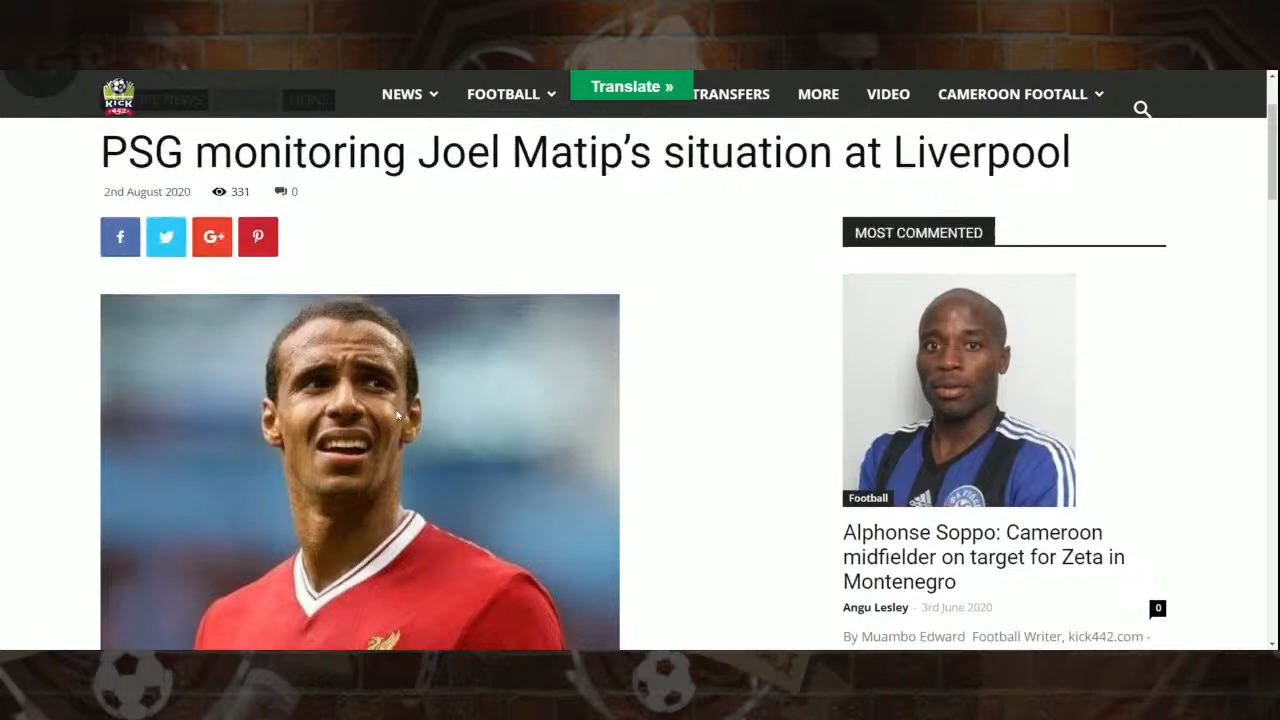 KICK
442
NEWS
FOOTBALL
Translate »
TRANSFERS
MORE
VIDEO
CAMEROON FOOTALL
PSG monitoring Joel Matip’s situation at Liverpool
2nd August 2020 331 0
f G+
MOST COMMENTED
Football
Alphonse Soppo: Cameroon
midfielder on target for Zeta in
Montenegro
Angu Lesley - 3rd June 2020 0
By Muambo Edward Football Writer, kick442.com -